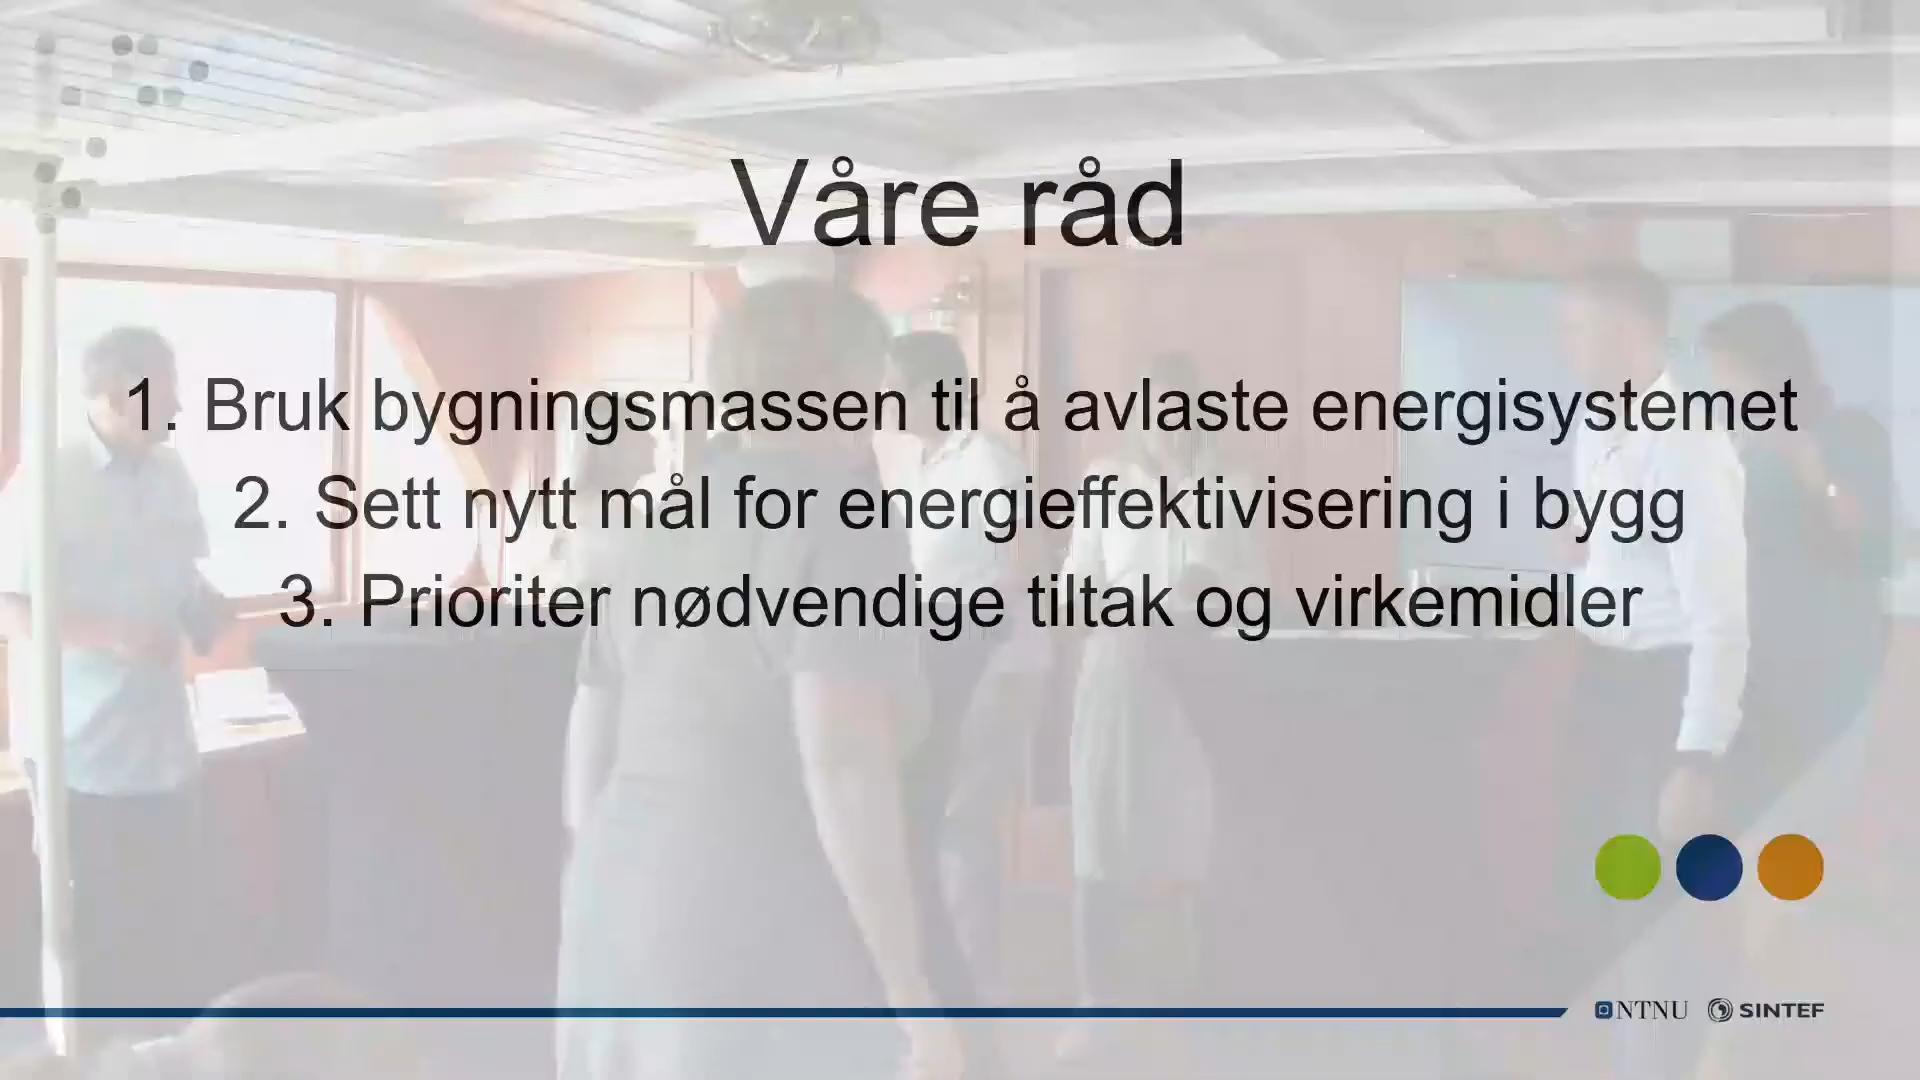 Våre råd
1. Bruk bygningsmassen til å avlaste energisystemet
2. Sett nytt mål for energieffektivisering i bygg
3. Prioriter nødvendige tiltak og virkemidler
NTNU SINTEF